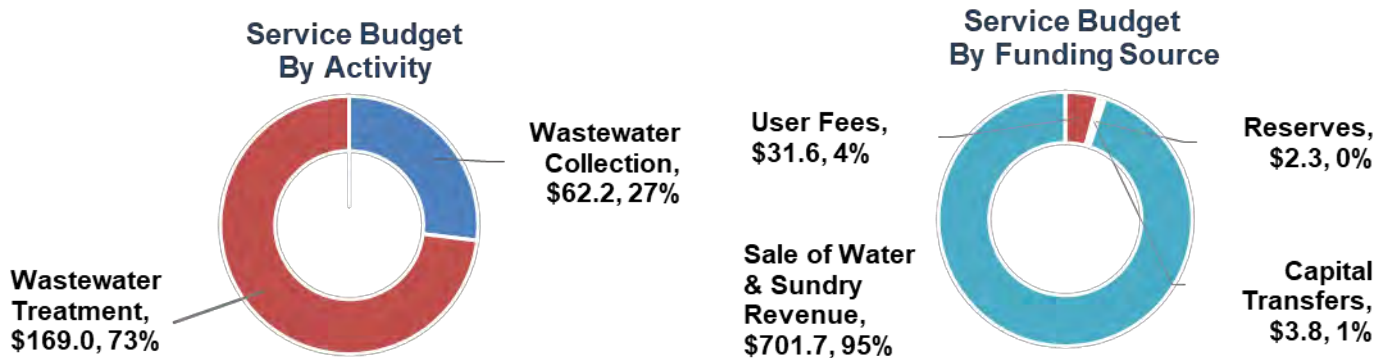 Service Budget
By Activity
Wastewater
Collection,
$62.2, 27%
Wastewater
Treatment,
$169.0, 73%
Service Budget
By Funding Source
User Fees,
$31.6, 4%
Reserves,
$2.3, 0%
Sale of Water
& Sundry
Revenue,
$701.7, 95%
Capital
Transfers,
$3.8, 1%